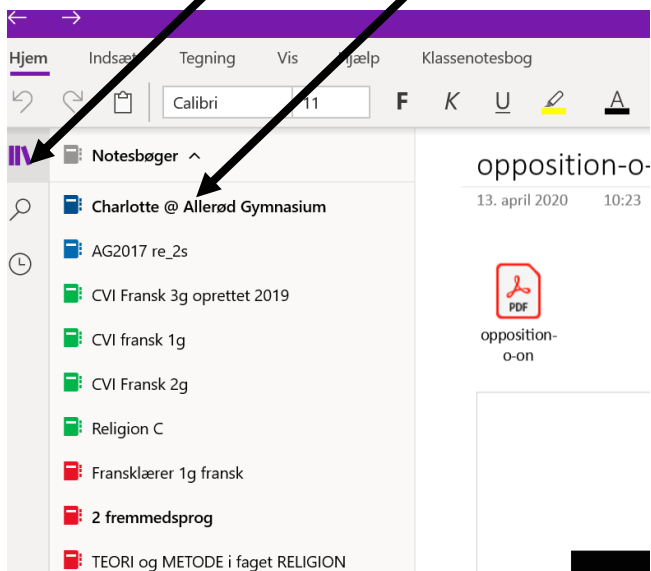 Hjem Indsæt Tegning Vis Hjælp Klassenotesbog
Calibri 11 F K U A
Notesbøger
opposition-o-
13. april 2020 10:23
Charlotte @ Allerød Gymnasium
AG2017 re_2s
CVI Fransk 3g oprettet 2019
PDF
opposition-
o-on
CVI fransk 1g
CVI Fransk 2g
Religion C
Fransklærer 1g fransk
2 fremmedsprog
TEORI og METODE i faget RELIGION